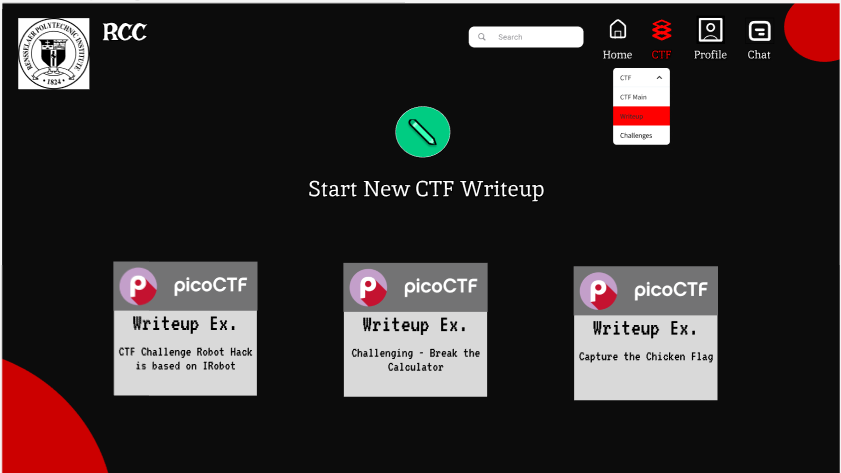 RENSSELAER POLYTECHNIC INSTITUTE
• 1824 •
RCC
Search
Home
CTF
Profile
Chat
CTF
CTF Main
Writeup
Challenges
Start New CTF Writeup
picoCTF
Writeup Ex.
CTF Challenge Robot Hack
is based on IRobot
picoCTF
Writeup Ex.
Challenging - Break the
Calculator
picoCTF
Writeup Ex.
Capture the Chicken Flag